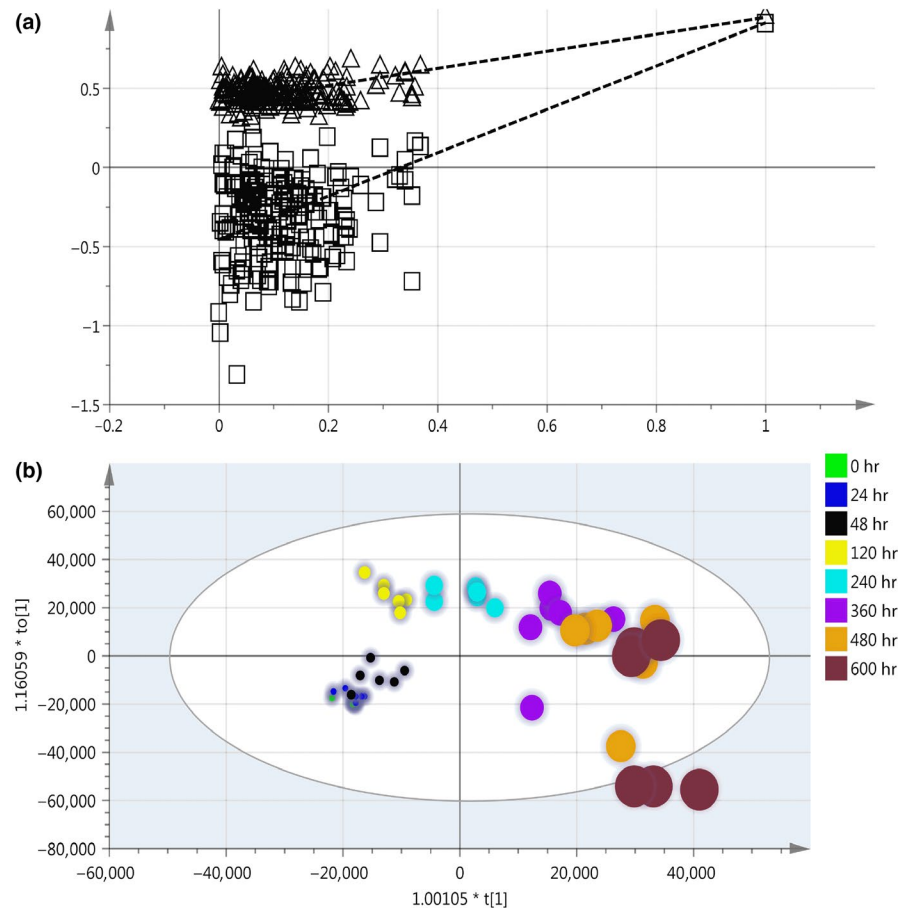 (a)
0.5
0
−0.5
−1
−1.5
−0.2 0 0.2 0.4 0.6 0.8 1
(b)
60,000
40,000
20,000
0
−20,000
−40,000
−60,000
−80,000
1.16059 * to[1]
−60,000 −40,000 −20,000 0 20,000 40,000
1.00105 * t[1]
0 hr
24 hr
48 hr
120 hr
240 hr
360 hr
480 hr
600 hr